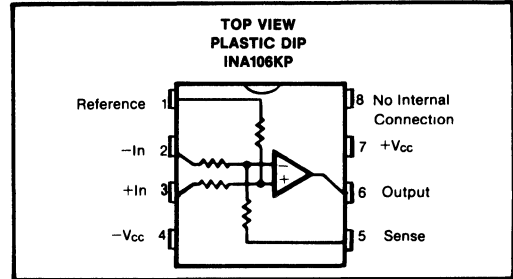 TOP VIEW
PLASTIC DIP
INA106KP
Reference 1
8 No Internal
Connection
−In 2
7 +Vcc
+In 3
6 Output
−Vcc 4
5 Sense
−
+